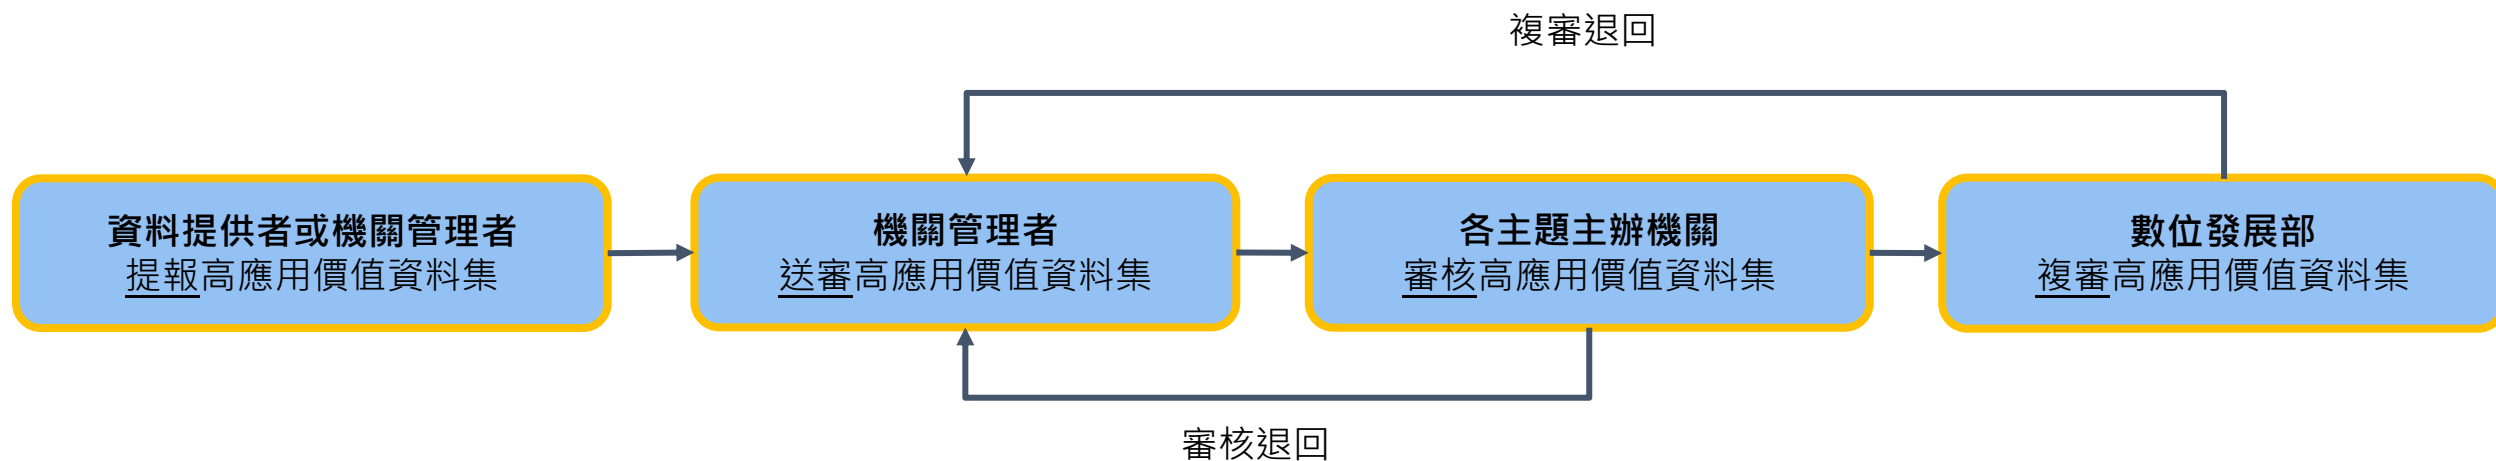 複審退回
資料提供者或機關管理者
提報高應用價值資料集
機關管理者
送審高應用價值資料集
各主題主辦機關
審核高應用價值資料集
數位發展部
複審高應用價值資料集
審核退回